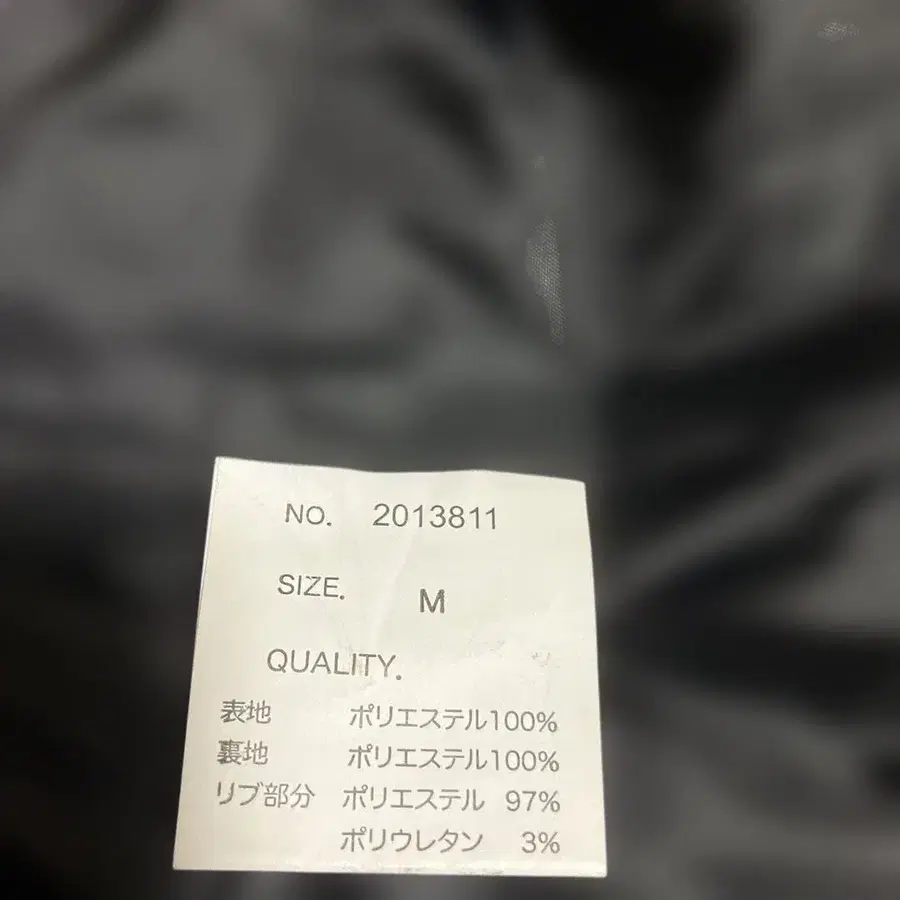 NO. 2013811
SIZE. M
QUALITY.
表地 ポリエステル100%
裏地 ポリエステル100%
リブ部分 ポリエステル 97%
ポリウレタン 3%